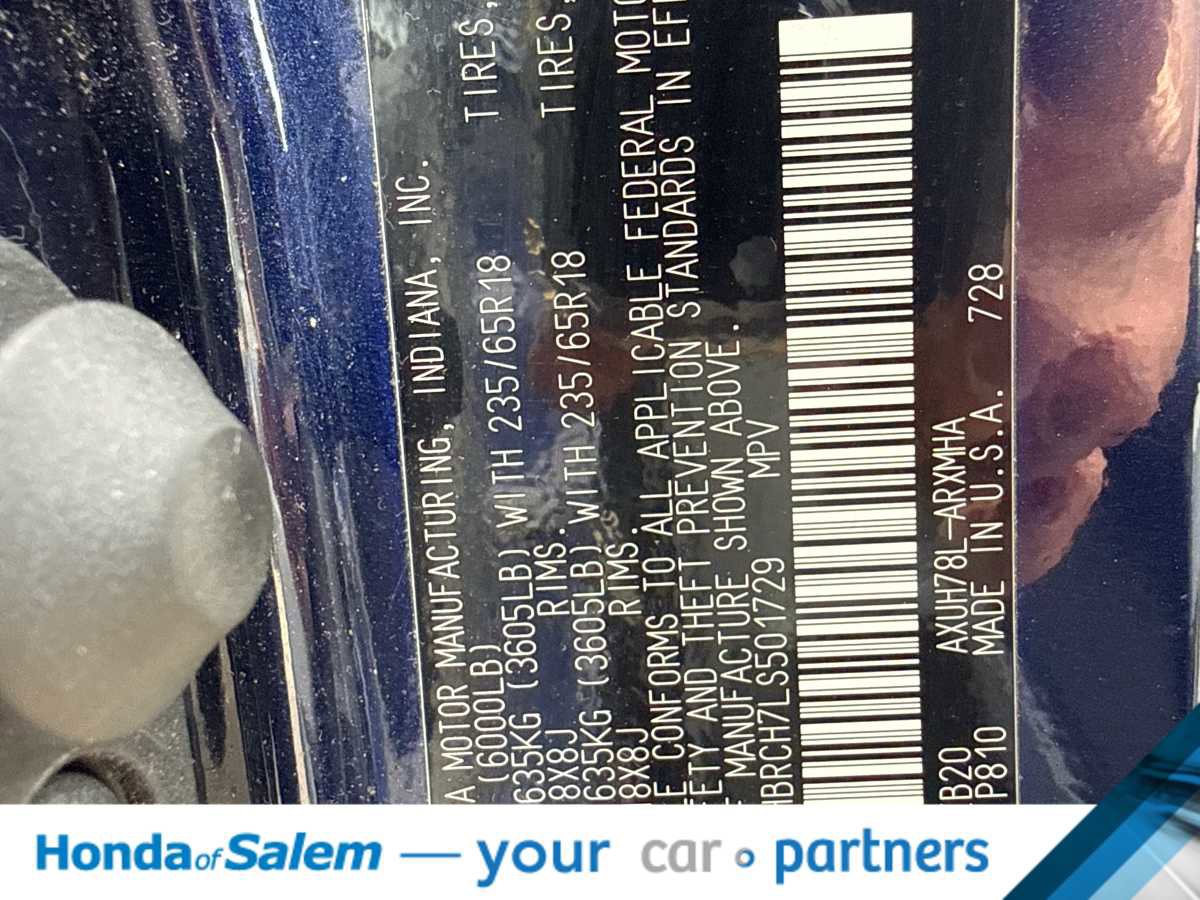 A MOTOR MANUFACTURING, INDIANA, INC.
(6000LB)
635KG (3605LB) WITH 235/65R18 TIRES,
8X8J RIMS.
635KG (3605LB) WITH 235/65R18 TIRES,
8X8J RIMS.
CONFORMS TO ALL APPLICABLE FEDERAL MOTO
FETY AND THEFT PREVENTION STANDARDS IN EF
MANUFACTURE SHOWN ABOVE.
HBRCH7LS501729 MPV
B20 AXUH78L-ARXMHA
P810 MADE IN U.S.A. 728
Honda of Salem — your car partners